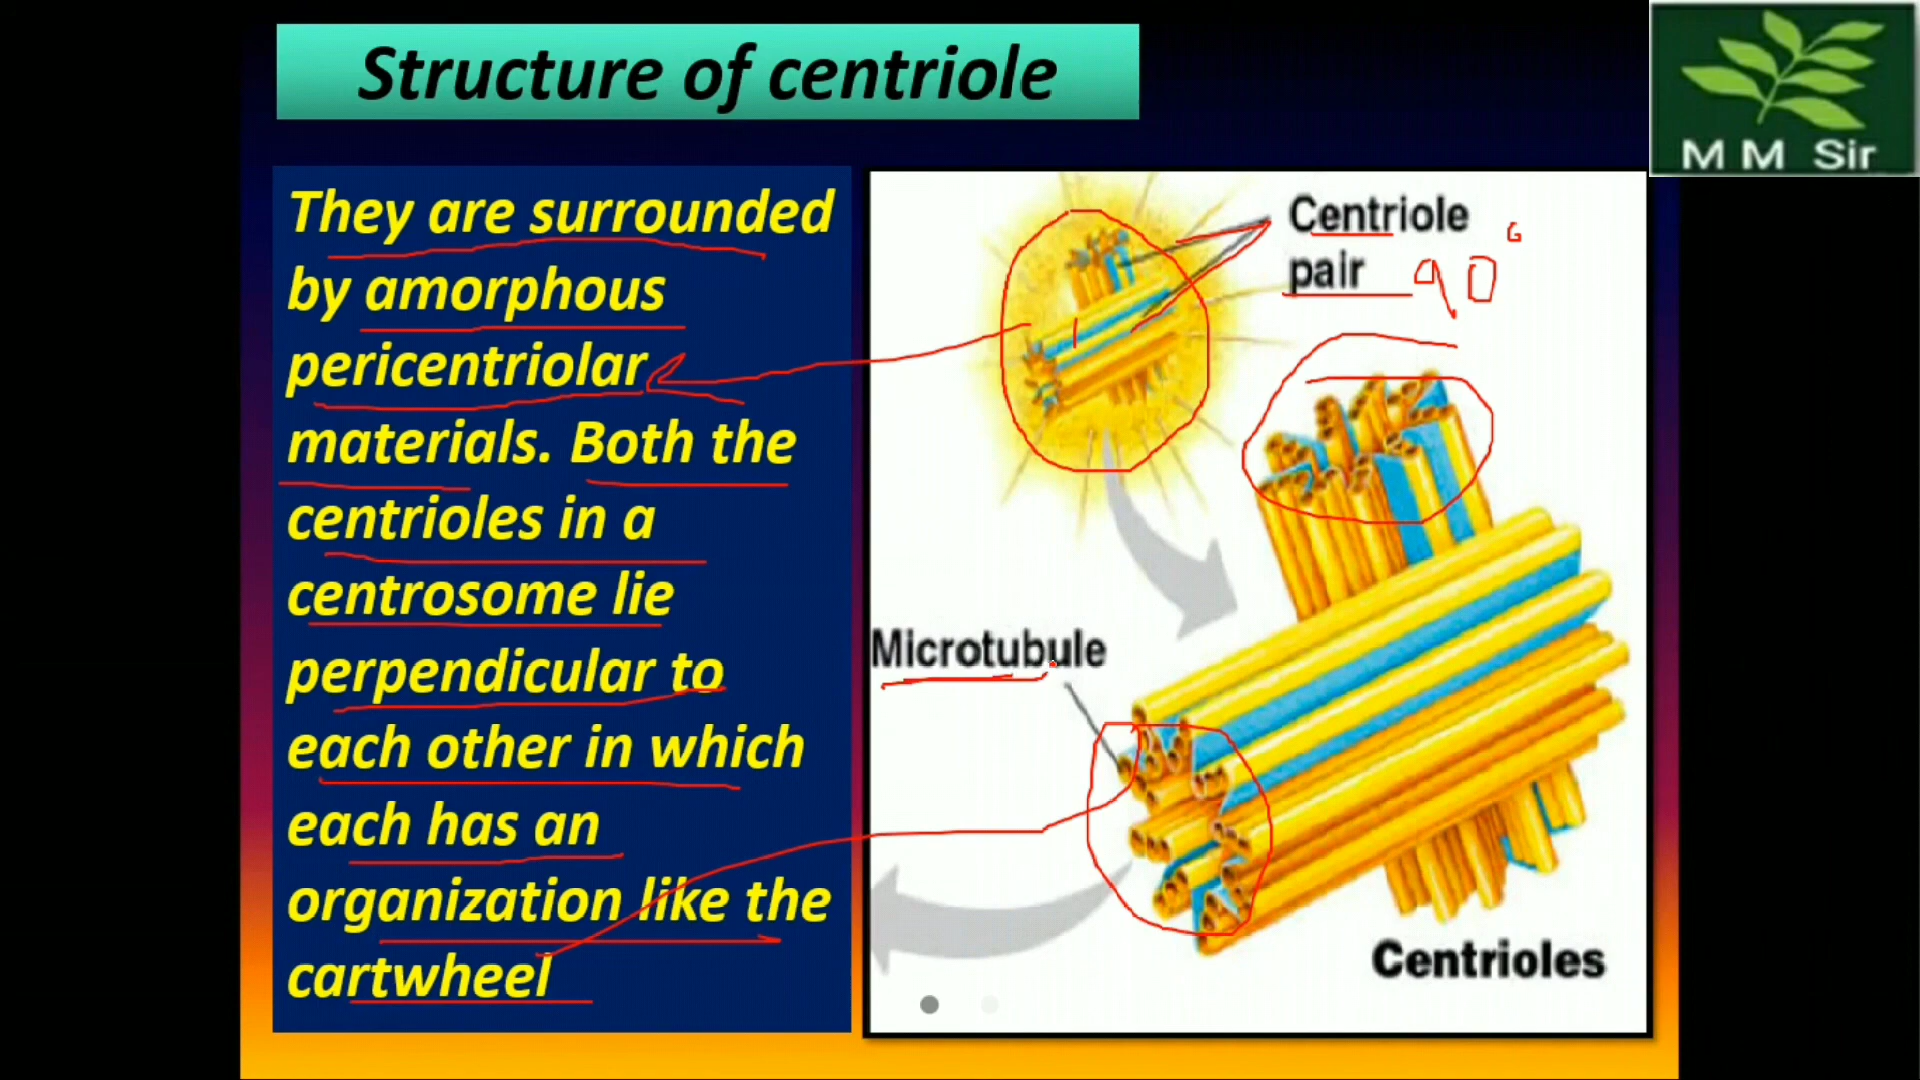 Structure of centriole
M M Sir
They are surrounded
by amorphous
pericentriolar
materials. Both the
centrioles in a
centrosome lie
perpendicular to
each other in which
each has an
organization like the
cartwheel
Centriole
pair 90°
Microtubule
Centrioles